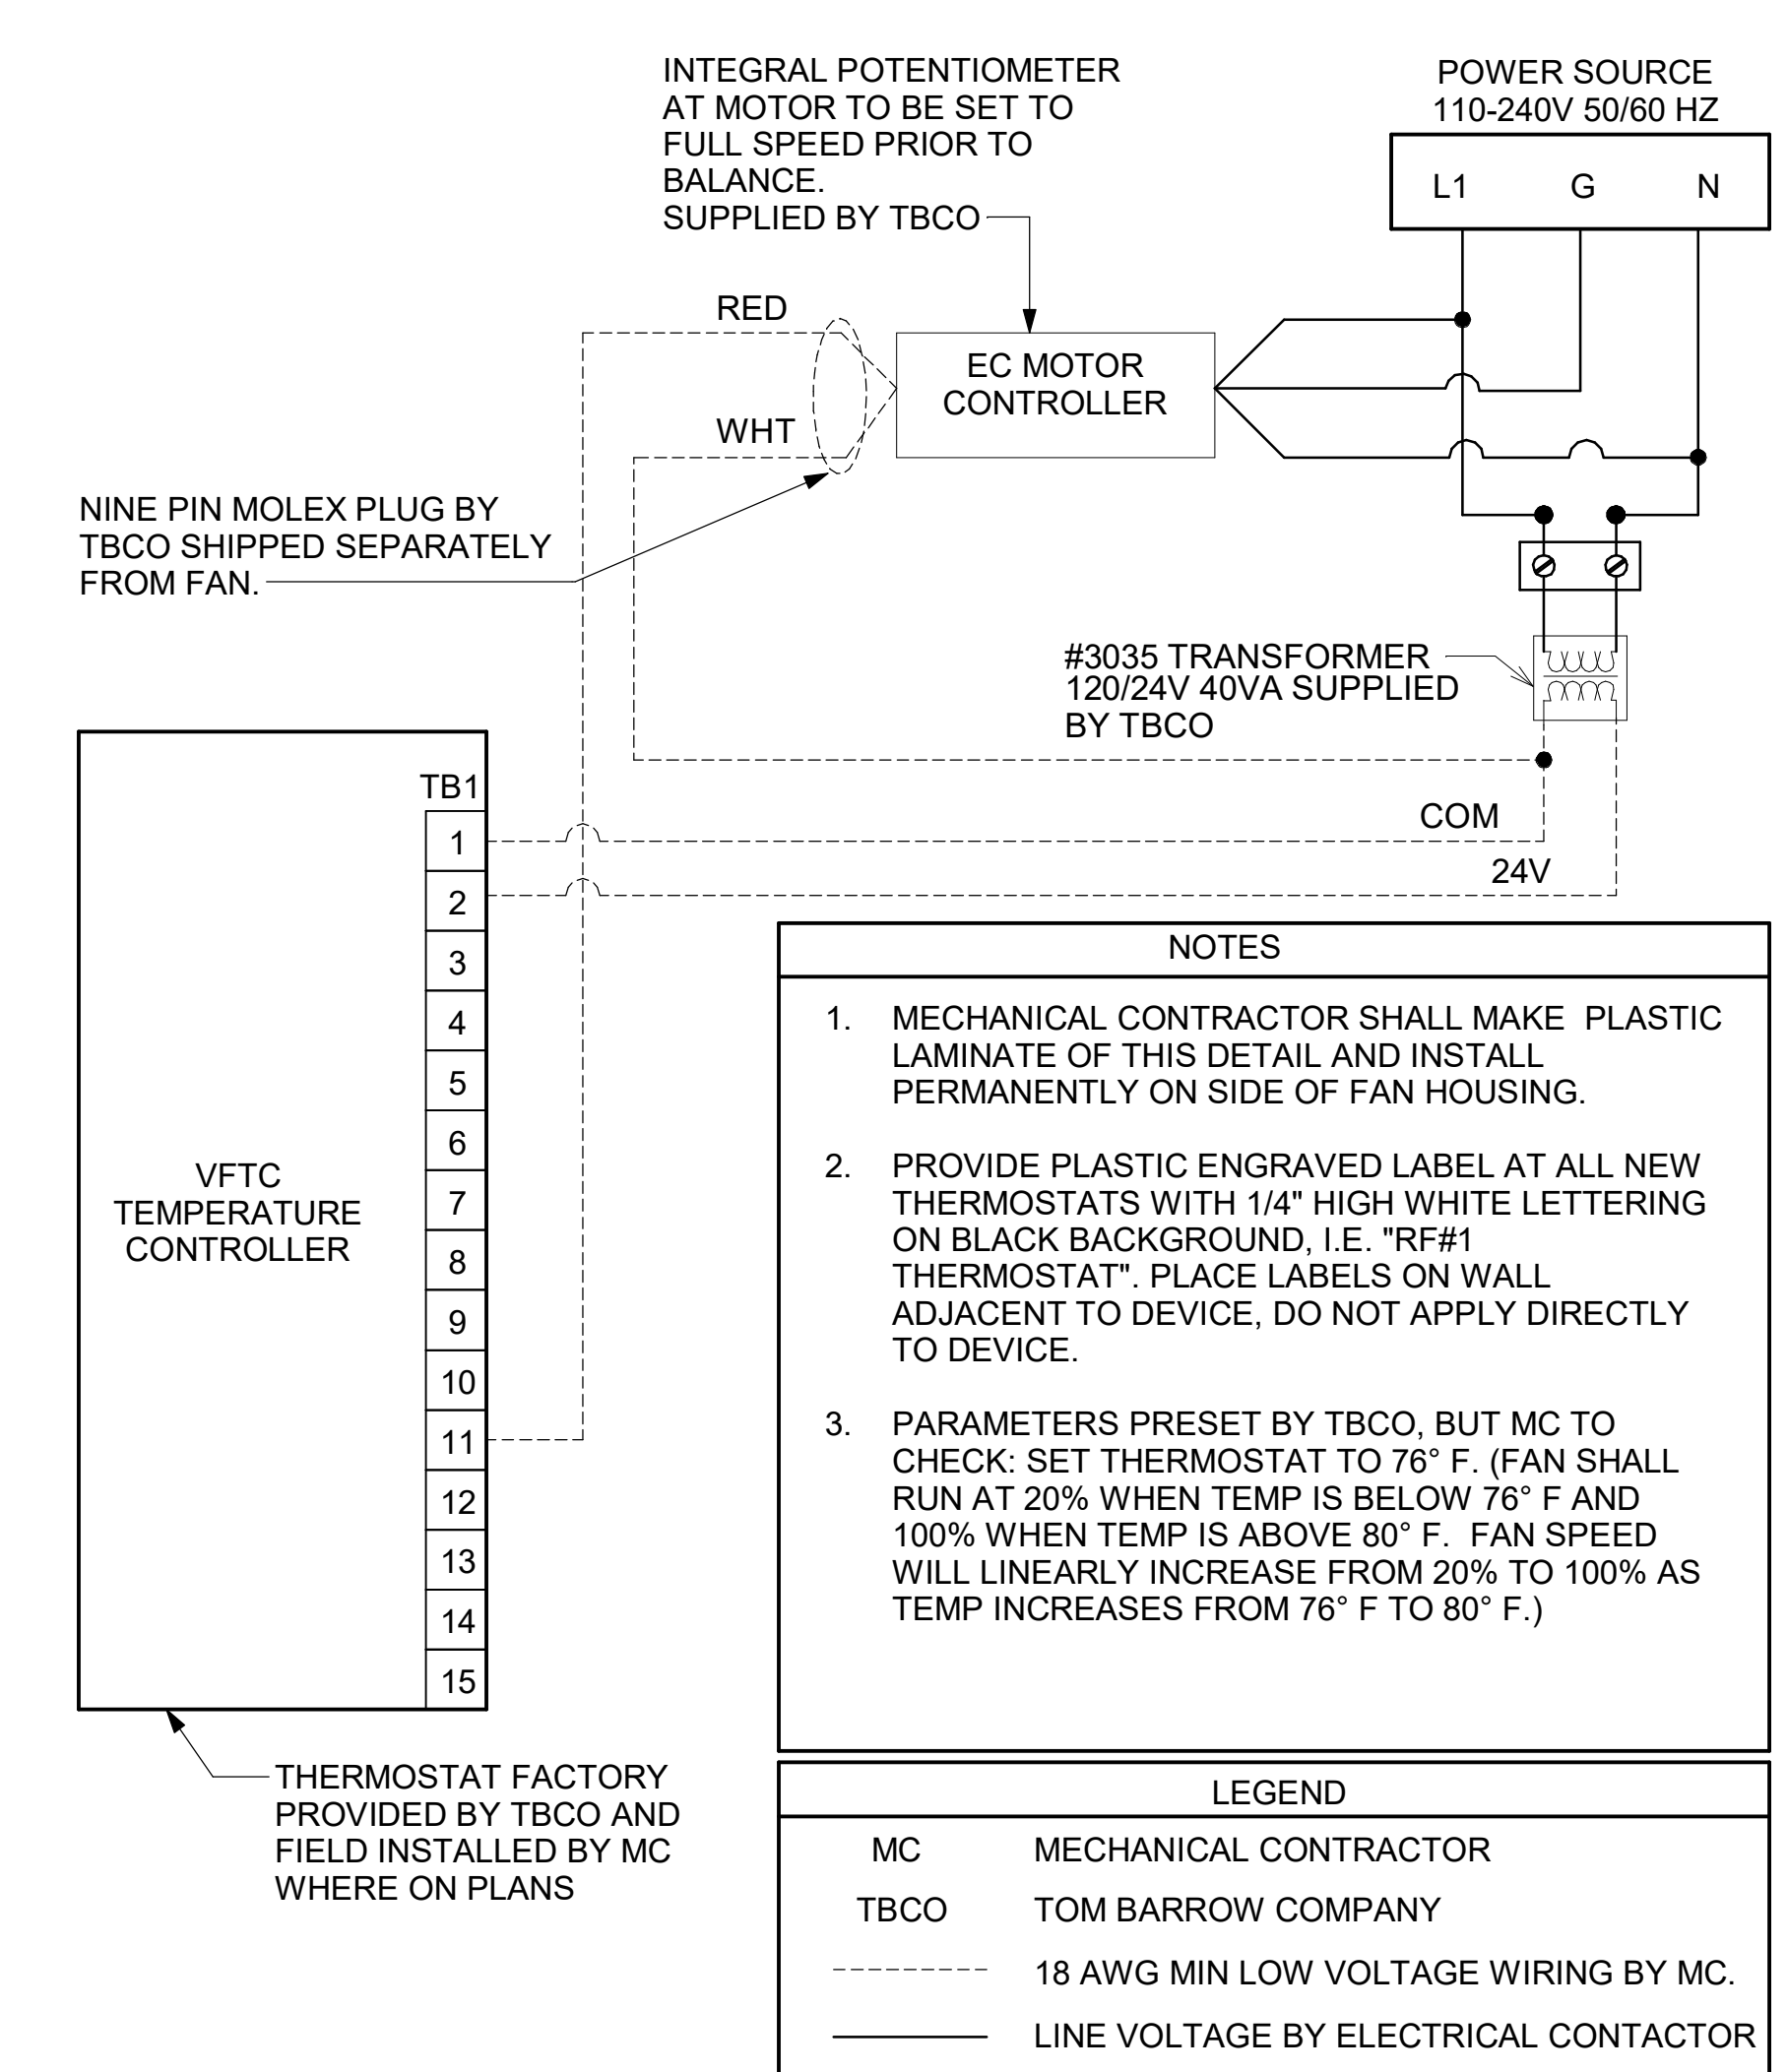 INTEGRAL POTENTIOMETER
AT MOTOR TO BE SET TO
FULL SPEED PRIOR TO
BALANCE.
SUPPLIED BY TBCO
POWER SOURCE
110-240V 50/60 HZ
L1 G N
RED
EC MOTOR
CONTROLLER
WHT
NINE PIN MOLEX PLUG BY
TBCO SHIPPED SEPARATELY
FROM FAN.
#3035 TRANSFORMER
120/24V 40VA SUPPLIED
BY TBCO
COM
24V
TB1
1
2
3
4
5
6
7
8
9
10
11
12
13
14
15
VFTC
TEMPERATURE
CONTROLLER
THERMOSTAT FACTORY
PROVIDED BY TBCO AND
FIELD INSTALLED BY MC
WHERE ON PLANS
NOTES
1. MECHANICAL CONTRACTOR SHALL MAKE PLASTIC
LAMINATE OF THIS DETAIL AND INSTALL
PERMANENTLY ON SIDE OF FAN HOUSING.
2. PROVIDE PLASTIC ENGRAVED LABEL AT ALL NEW
THERMOSTATS WITH 1/4" HIGH WHITE LETTERING
ON BLACK BACKGROUND, I.E. "RF#1
THERMOSTAT". PLACE LABELS ON WALL
ADJACENT TO DEVICE, DO NOT APPLY DIRECTLY
TO DEVICE.
3. PARAMETERS PRESET BY TBCO, BUT MC TO
CHECK: SET THERMOSTAT TO 76° F. (FAN SHALL
RUN AT 20% WHEN TEMP IS BELOW 76° F AND
100% WHEN TEMP IS ABOVE 80° F. FAN SPEED
WILL LINEARLY INCREASE FROM 20% TO 100% AS
TEMP INCREASES FROM 76° F TO 80° F.)
LEGEND
MC MECHANICAL CONTRACTOR
TBCO TOM BARROW COMPANY
18 AWG MIN LOW VOLTAGE WIRING BY MC.
LINE VOLTAGE BY ELECTRICAL CONTACTOR